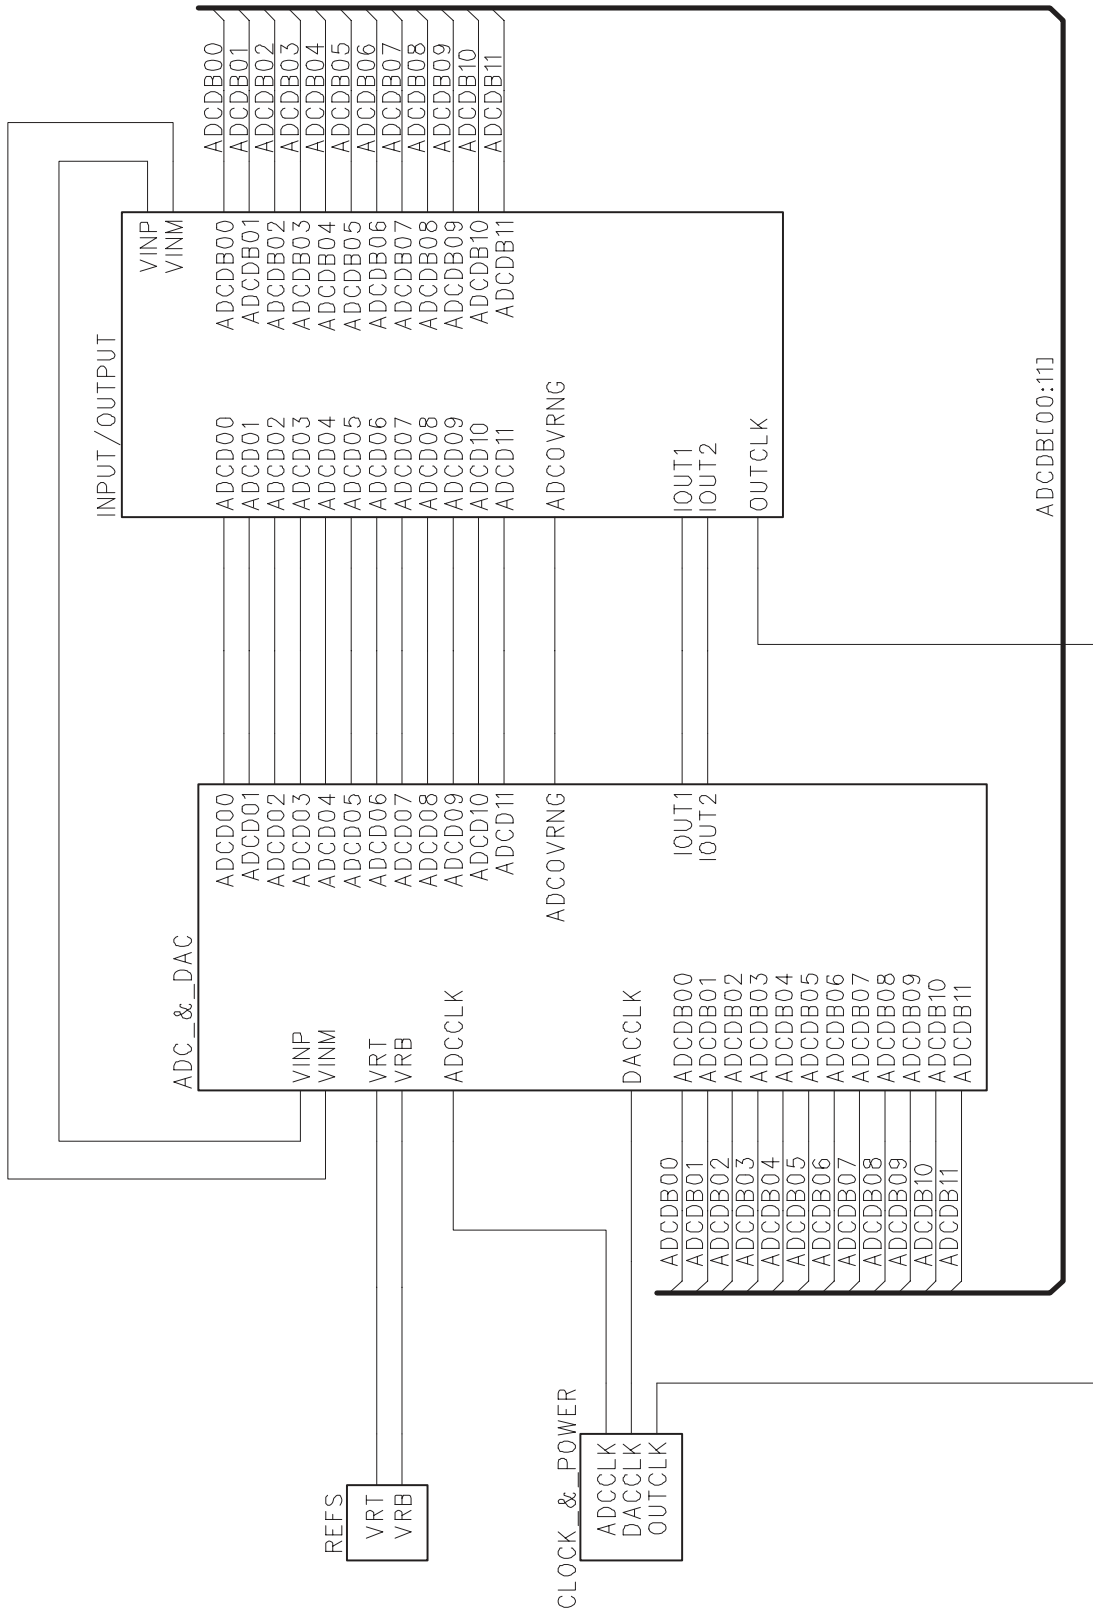 REFS
VRT
VRB
CLOCK_&_POWER
ADCCLK
DACCLK
OUTCLK
ADC_&_DAC
VINP
VINM
VRT
VRB
ADCCLK
DACCLK
ADCDB00
ADCDB01
ADCDB02
ADCDB03
ADCDB04
ADCDB05
ADCDB06
ADCDB07
ADCDB08
ADCDB09
ADCDB10
ADCDB11
ADCDB00
ADCDB01
ADCDB02
ADCDB03
ADCDB04
ADCDB05
ADCDB06
ADCDB07
ADCDB08
ADCDB09
ADCDB10
ADCDB11
ADCD00
ADCD01
ADCD02
ADCD03
ADCD04
ADCD05
ADCD06
ADCD07
ADCD08
ADCD09
ADCD10
ADCD11
ADCOVRNG
IOUT1
IOUT2
INPUT/OUTPUT
ADCD00
ADCD01
ADCD02
ADCD03
ADCD04
ADCD05
ADCD06
ADCD07
ADCD08
ADCD09
ADCD10
ADCD11
ADCOVRNG
IOUT1
IOUT2
OUTCLK
VINP
VINM
ADCDB00
ADCDB01
ADCDB02
ADCDB03
ADCDB04
ADCDB05
ADCDB06
ADCDB07
ADCDB08
ADCDB09
ADCDB10
ADCDB11
ADCDB00
ADCDB01
ADCDB02
ADCDB03
ADCDB04
ADCDB05
ADCDB06
ADCDB07
ADCDB08
ADCDB09
ADCDB10
ADCDB11
ADCDB[00:11]